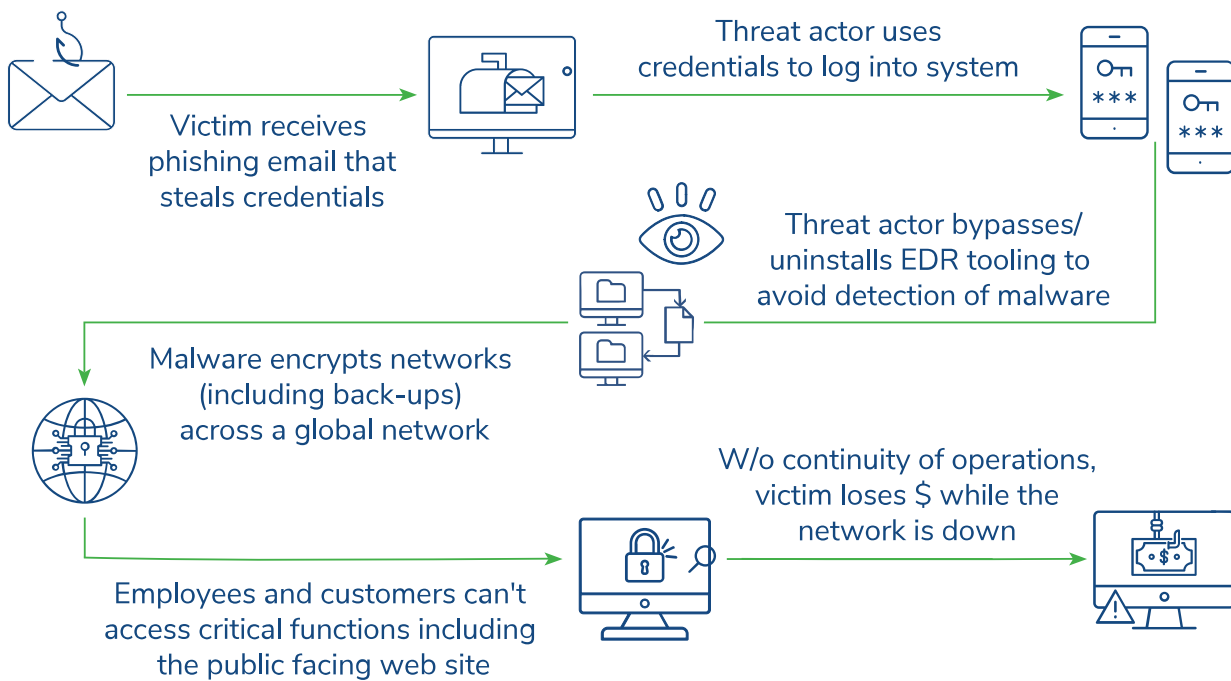 Victim receives
phishing email that
steals credentials
Threat actor uses
credentials to log into system
***
***
Threat actor bypasses/
uninstalls EDR tooling to
avoid detection of malware
Malware encrypts networks
(including back-ups)
across a global network
Employees and customers can't
access critical functions including
the public facing web site
W/o continuity of operations,
victim loses $ while the
network is down
$